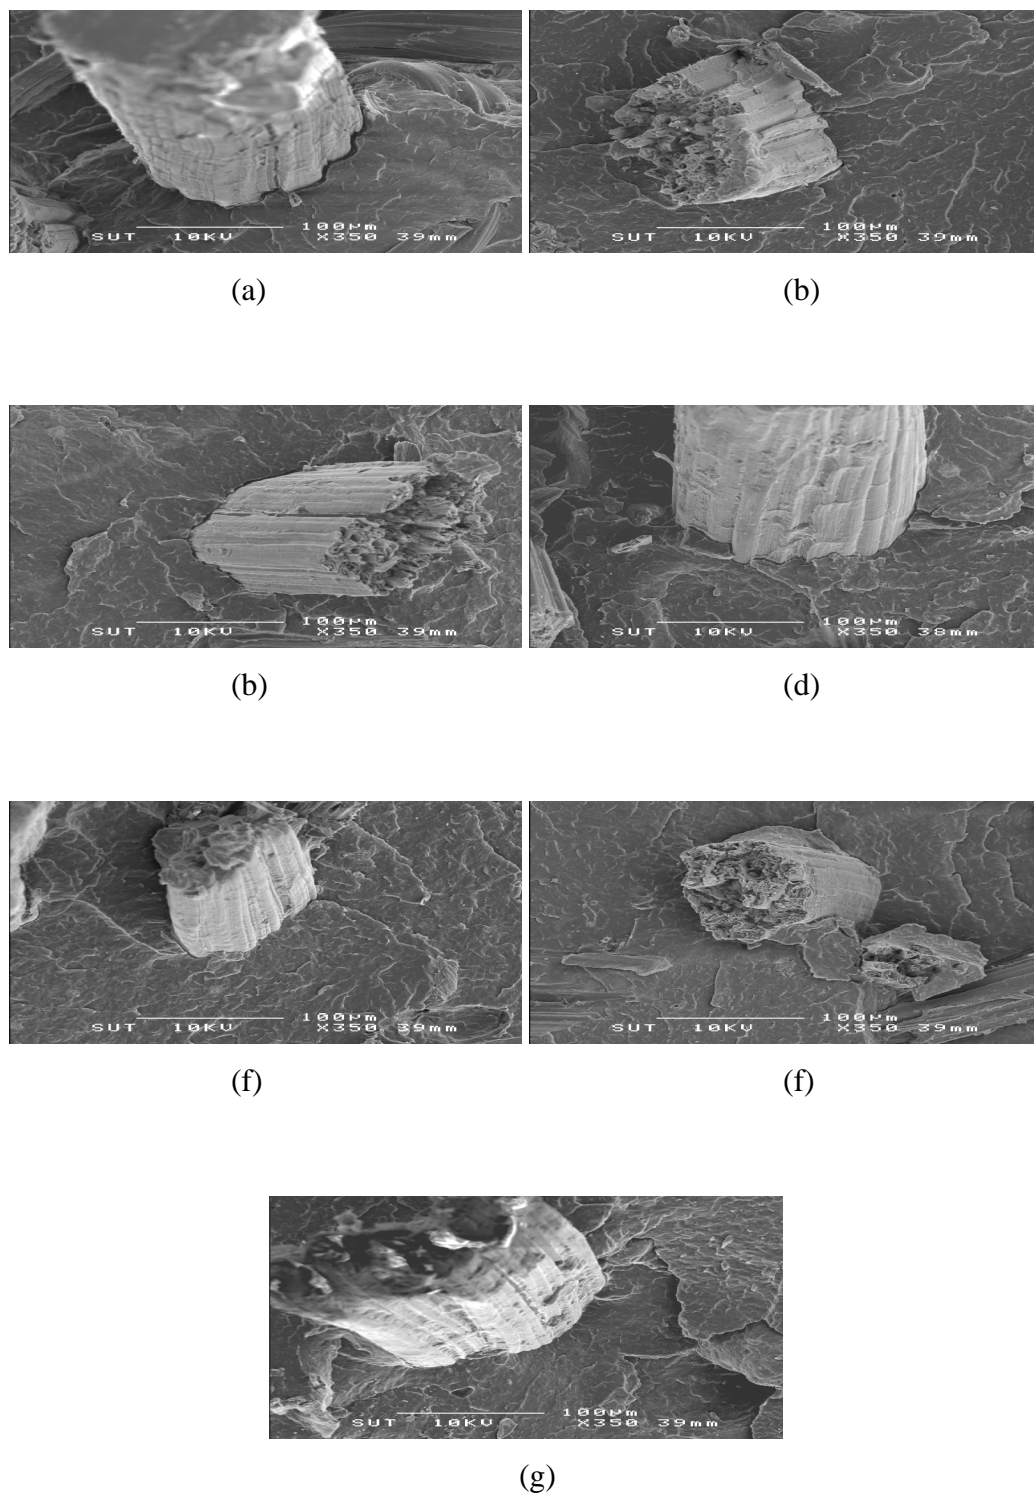 100µm 100µm
SUT 10KV X350 39mm SUT 10KV X350 39mm
(a) (b)
100µm 100µm
SUT 10KV X350 39mm SUT 10KV X350 38mm
(b) (d)
100µm 100µm
SUT 10KV X350 39mm SUT 10KV X350 39mm
(f) (f)
100µm
SUT 10KV X350 39mm
(g)